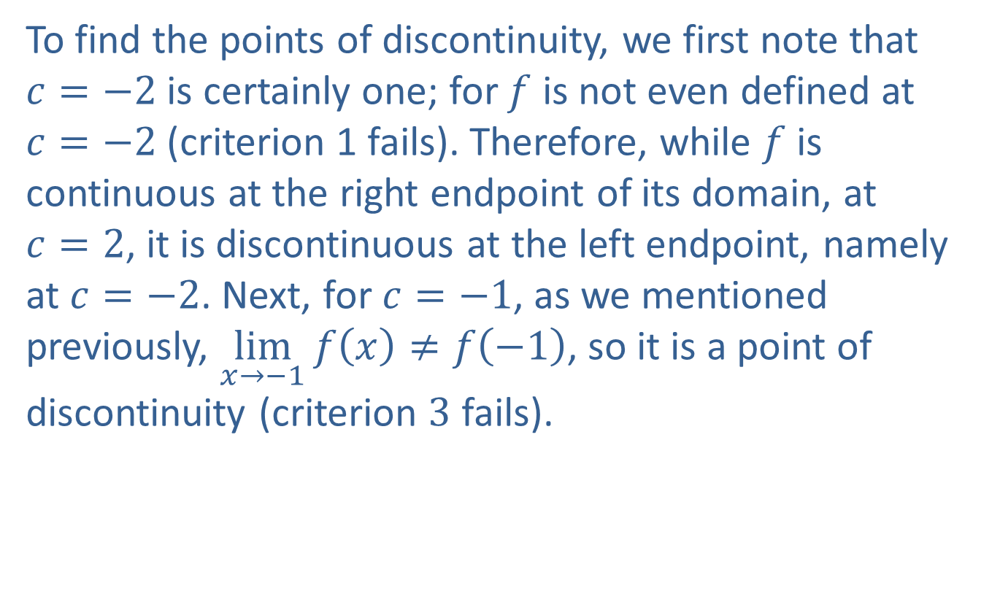 To find the points of discontinuity, we first note that
c = −2 is certainly one; for f is not even defined at
c = −2 (criterion 1 fails). Therefore, while f is
continuous at the right endpoint of its domain, at
c = 2, it is discontinuous at the left endpoint, namely
at c = −2. Next, for c = −1, as we mentioned
previously, lim f(x) ≠ f(−1), so it is a point of
x→−1
discontinuity (criterion 3 fails).